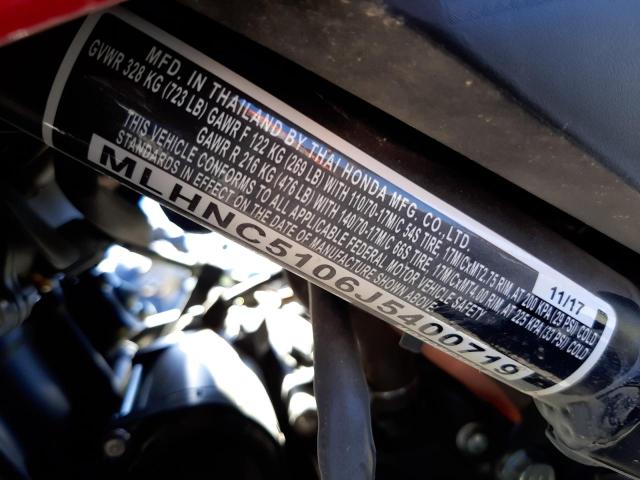 MFD. IN THAILAND BY THAI HONDA MFG. CO., LTD. 11/17
GVWR 328 KG (723 LB) GAWR F 122 KG (269 LB) WITH 110/70-17M/C 54S TIRE, 17M/CxMT2.75 RIM, AT 200 KPA (29 PSI) COLD
GAWR R 216 KG (476 LB) WITH 140/70-17M/C 66S TIRE, 17M/CxMT4.00 RIM, AT 225 KPA (33 PSI) COLD
THIS VEHICLE CONFORMS TO ALL APPLICABLE FEDERAL MOTOR VEHICLE SAFETY
STANDARDS IN EFFECT ON THE DATE OF MANUFACTURE SHOWN ABOVE.
MLHNC5106J5400719